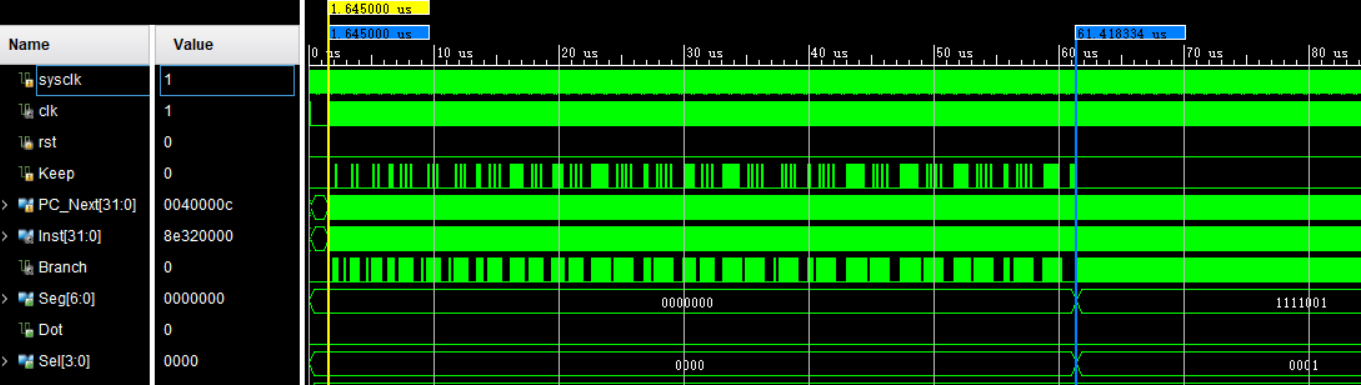 1.645000 us
1.645000 us 61.418334 us
Name Value 0 us 10 us 20 us 30 us 40 us 50 us 60 us 70 us 80 us
sysclk 1
clk 1
rst 0
Keep 0
PC_Next[31:0] 0040000c
Inst[31:0] 8e320000
Branch 0
Seg[6:0] 0000000 0000000 1111001
Dot 0
Sel[3:0] 0000 0000 0001